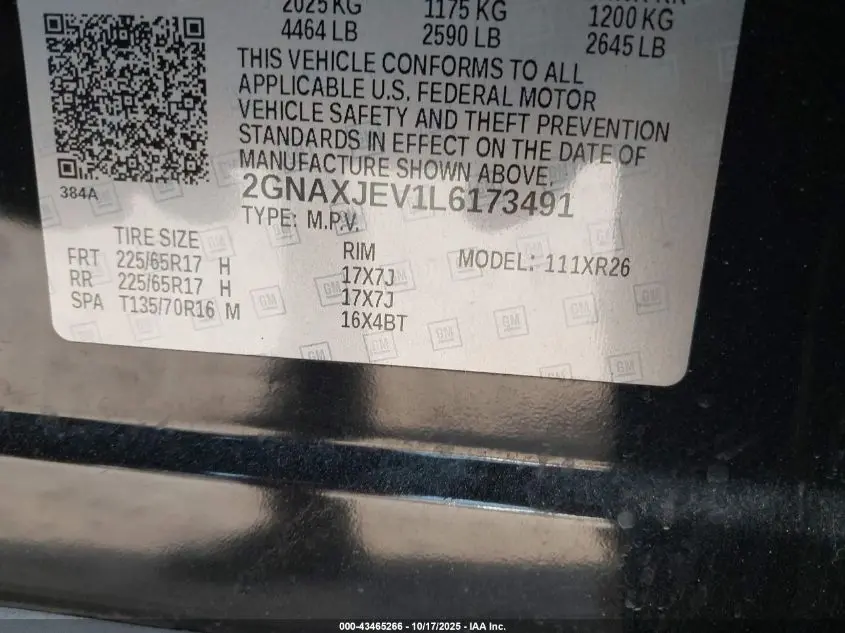 2025 KG 1175 KG 1200 KG
4464 LB 2590 LB 2645 LB
THIS VEHICLE CONFORMS TO ALL
APPLICABLE U.S. FEDERAL MOTOR
VEHICLE SAFETY AND THEFT PREVENTION
STANDARDS IN EFFECT ON THE DATE OF
MANUFACTURE SHOWN ABOVE.
384A
2GNAXJEV1L6173491
TYPE: M.P.V.
TIRE SIZE RIM MODEL: 111XR26
FRT 225/65R17 H 17X7J
RR 225/65R17 H 17X7J
SPA T135/70R16 M 16X4BT
GM
000-43465266 - 10/17/2025 - IAA Inc.